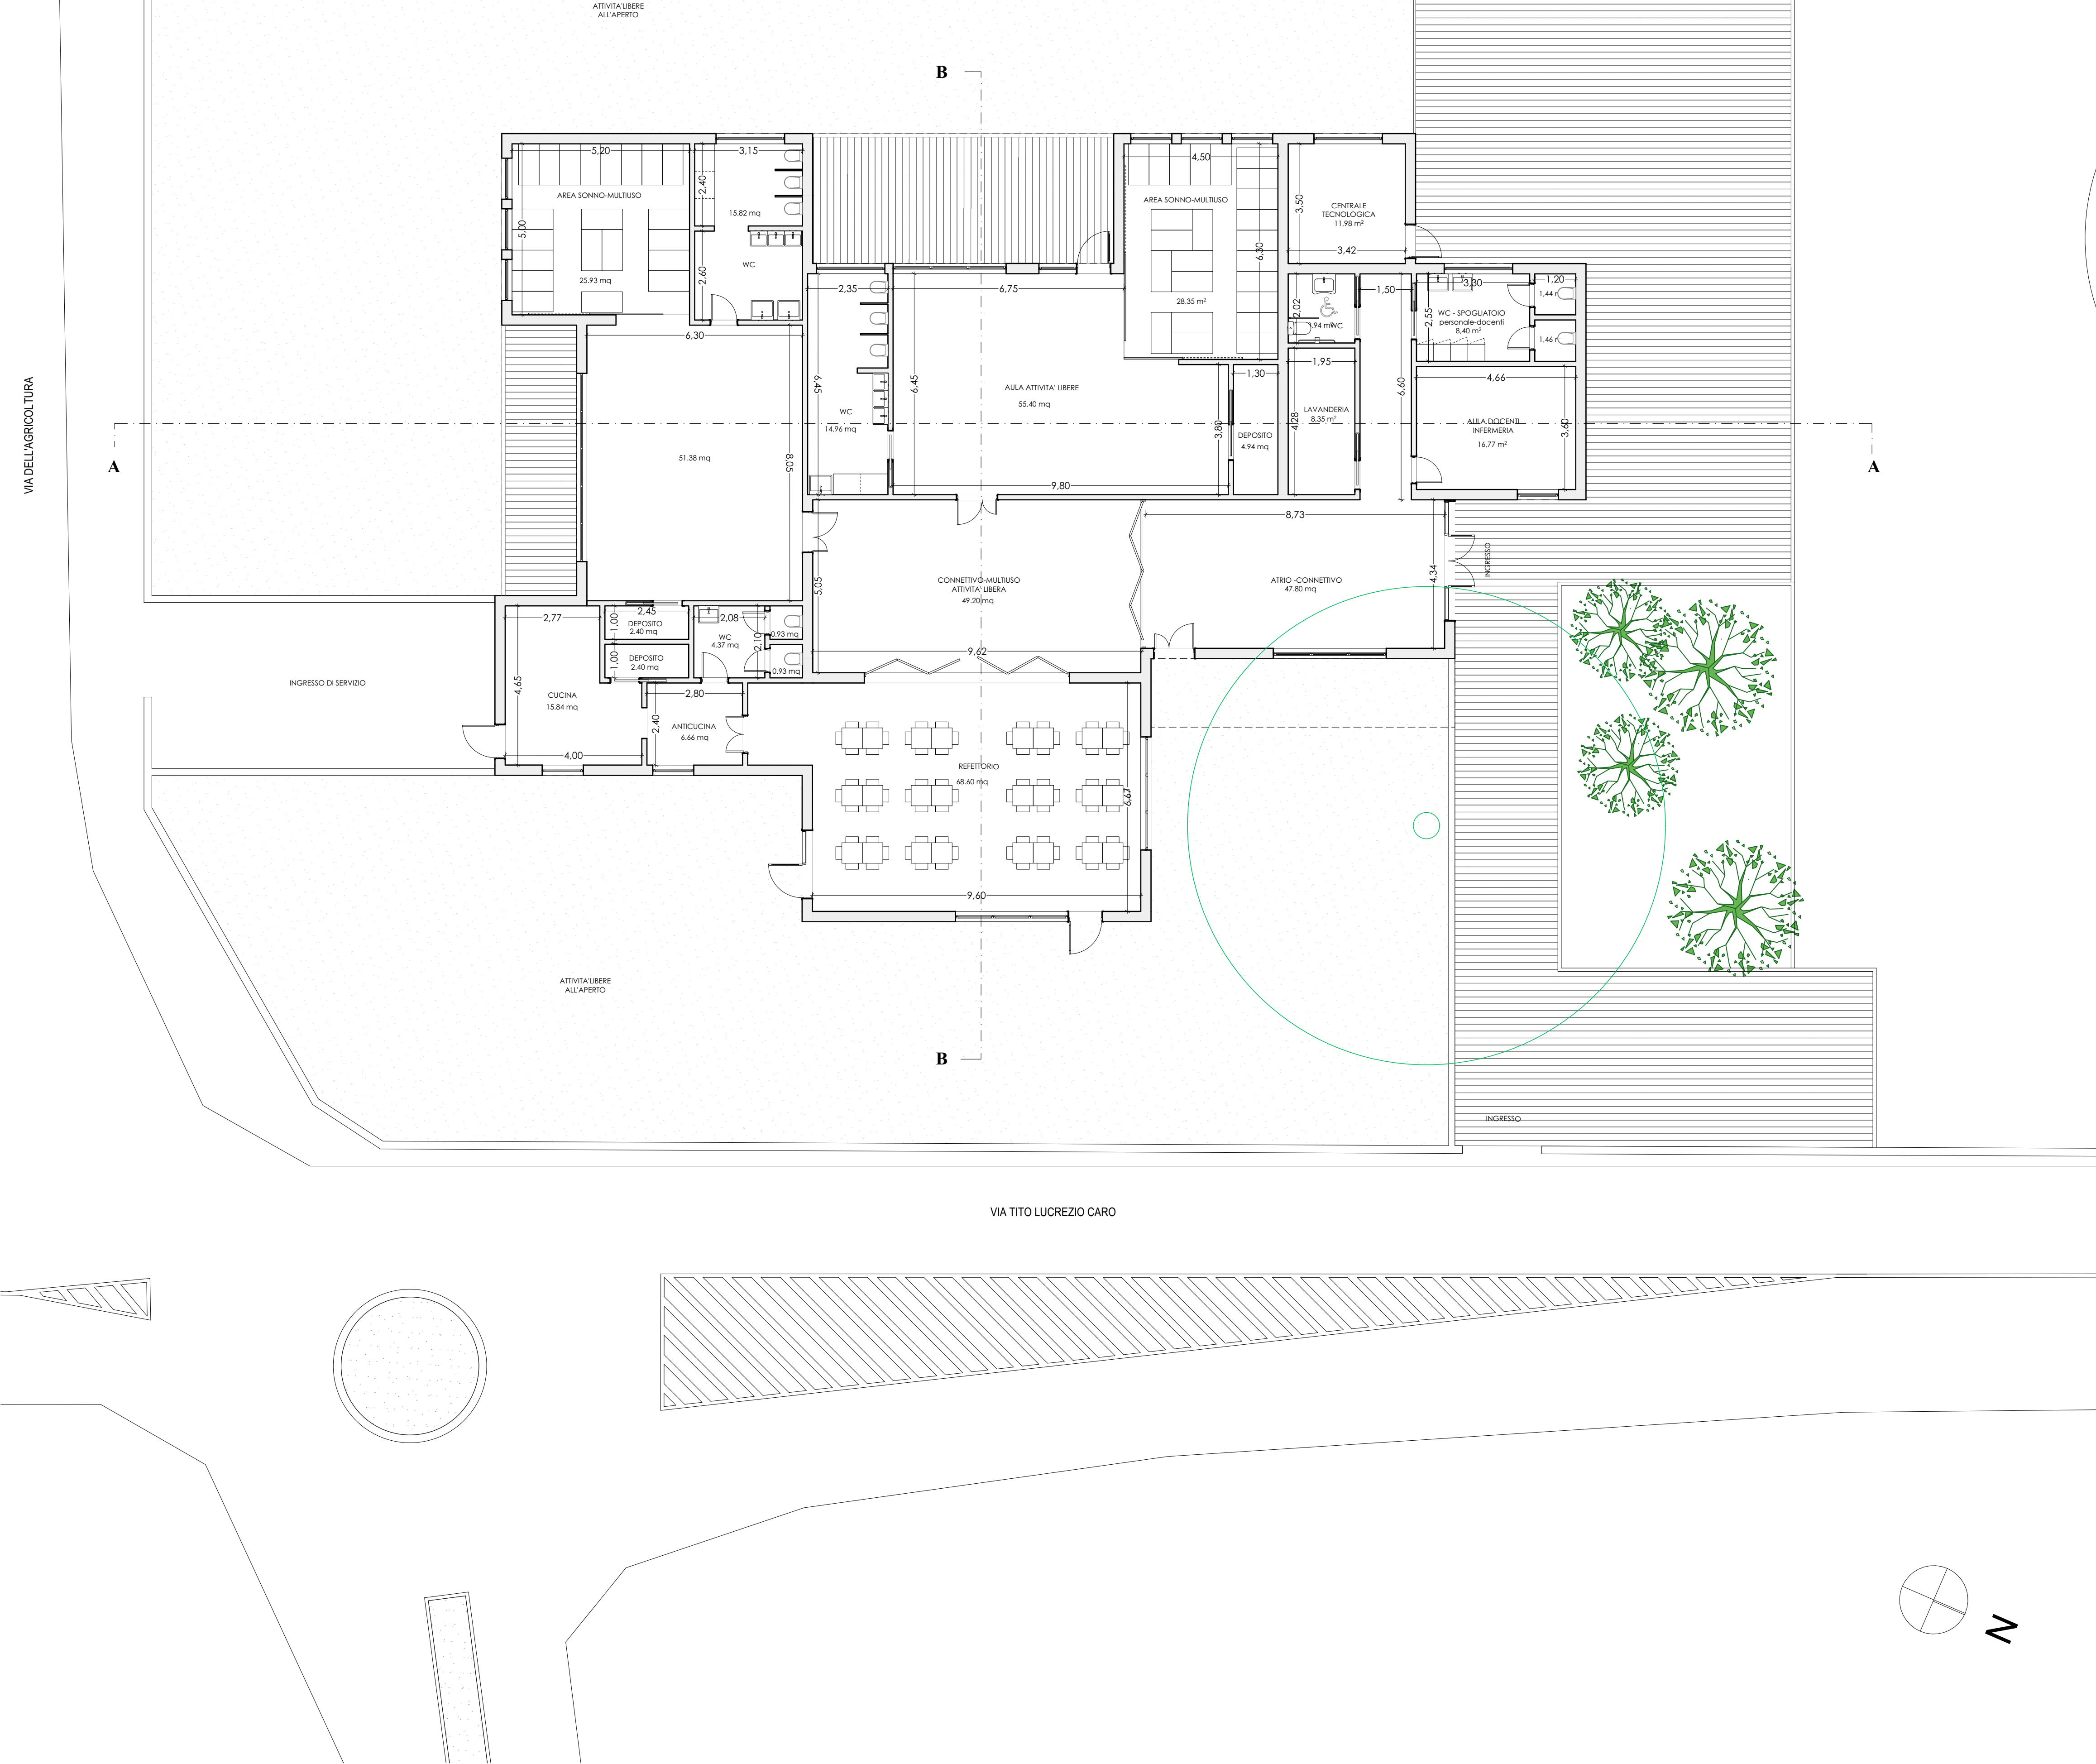 ATTIVITA'LIBERE
ALL'APERTO
B
5,20
3,15
2,40
15.82 mq
AREA SONNO-MULTIUSO
5,00
25.93 mq
2,60
WC
4,50
AREA SONNO-MULTIUSO
6,30
28,35 m²
3,50
CENTRALE
TECNOLOGICA
11,98 m²
3,42
2,35
6,75
1,50
3,30
1,20
1,44
2,02
WC
2,55
WC - SPOGLIATOIO
personale-docenti
8,40 m²
1,46
6,30
1,95
1,30
4,66
6,45
6,45
AULA ATTIVITA' LIBERE
55.40 mq
6,60
WC
14.96 mq
3,80
DEPOSITO
4.94 mq
4,28
LAVANDERIA
8,35 m²
AULA DOCENTI
INFERMERIA
16,77 m²
3,60
VIA DELL'AGRICOLTURA
A
A
51.38 mq
8,05
9,80
8,73
INGRESSO
5,05
CONNETTIVO-MULTIUSO
ATTIVITA' LIBERA
49.20 mq
ATRIO -CONNETTIVO
47.80 mq
4,34
9,62
2,77
2,45
1,00
DEPOSITO
2.40 mq
1,00
DEPOSITO
2.40 mq
2,08
WC
4.37 mq
2,10
0.93 mq
0.93 mq
INGRESSO DI SERVIZIO
4,65
CUCINA
15.84 mq
4,00
2,80
2,40
ANTICUCINA
6.66 mq
REFETTORIO
68.60 mq
6,67
9,60
ATTIVITA'LIBERE
ALL'APERTO
B
INGRESSO
VIA TITO LUCREZIO CARO
N